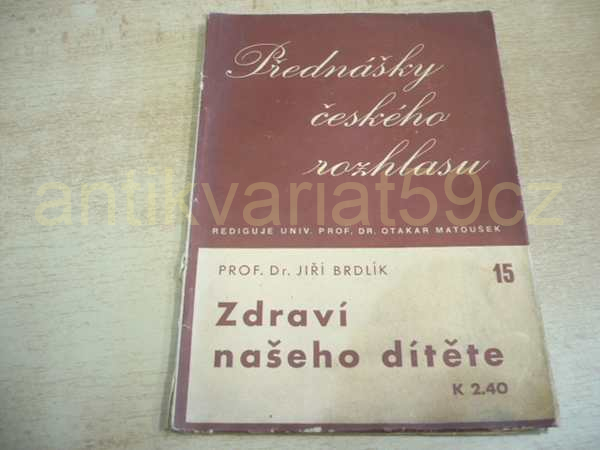 Přednášky
českého
rozhlasu
antikvariat59cz
REDIGUJE UNIV. PROF. DR. OTAKAR MATOUŠEK
PROF. Dr. JIŘÍ BRDLÍK 15
Zdraví
našeho dítěte
K 2.40